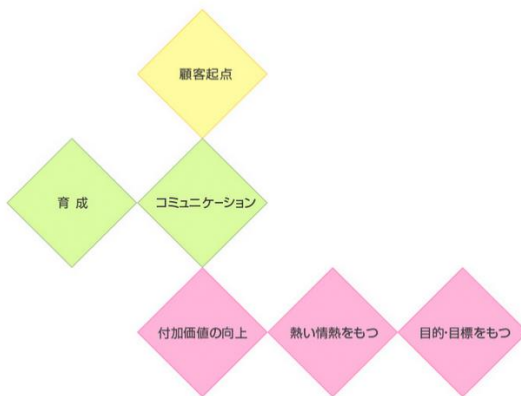 顧客起点
育成
コミュニケーション
付加価値の向上
熱い情熱をもつ
目的・目標をもつ